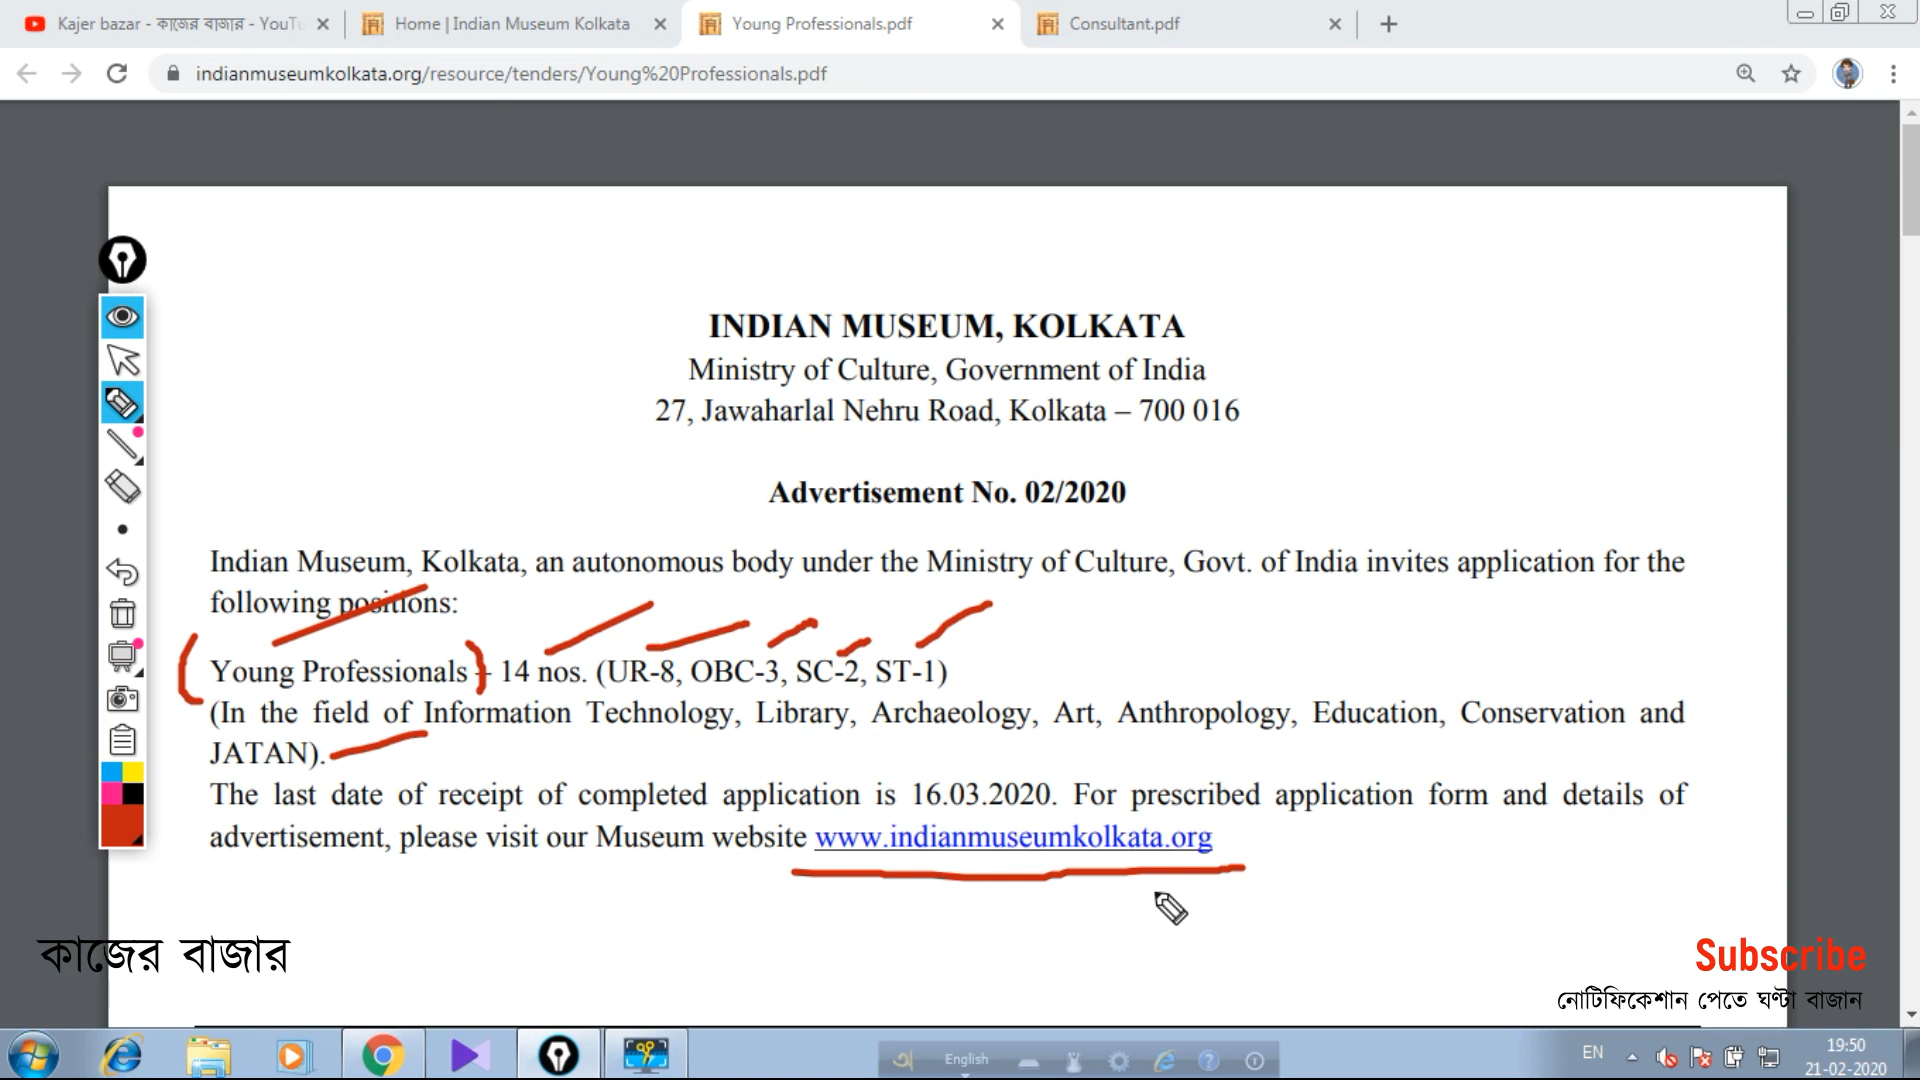 Kajer bazar - কাজের বাজার - YouTu
Home | Indian Museum Kolkata
Young Professionals.pdf
Consultant.pdf
indianmuseumkolkata.org/resource/tenders/Young%20Professionals.pdf
INDIAN MUSEUM, KOLKATA
Ministry of Culture, Government of India
27, Jawaharlal Nehru Road, Kolkata – 700 016
Advertisement No. 02/2020
Indian Museum, Kolkata, an autonomous body under the Ministry of Culture, Govt. of India invites application for the
following positions:
Young Professionals – 14 nos. (UR-8, OBC-3, SC-2, ST-1)
(In the field of Information Technology, Library, Archaeology, Art, Anthropology, Education, Conservation and
JATAN).
The last date of receipt of completed application is 16.03.2020. For prescribed application form and details of
advertisement, please visit our Museum website www.indianmuseumkolkata.org
কাজের বাজার
Subscribe
নোটিফিকেশান পেতে ঘণ্টা বাজান
অ English
EN
19:50
21-02-2020